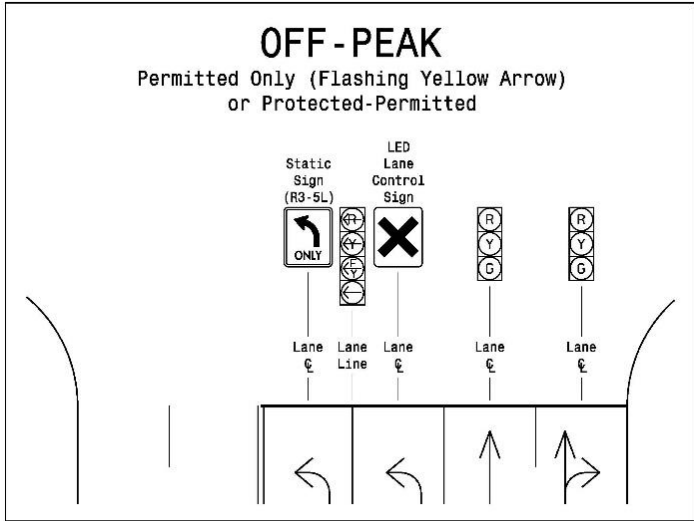 OFF-PEAK
Permitted Only (Flashing Yellow Arrow)
or Protected-Permitted
Static
Sign
(R3-5L)
ONLY
R
Y
F
Y
LED
Lane
Control
Sign
R
Y
G
R
Y
G
Lane
℄
Lane
Line
Lane
℄
Lane
℄
Lane
℄